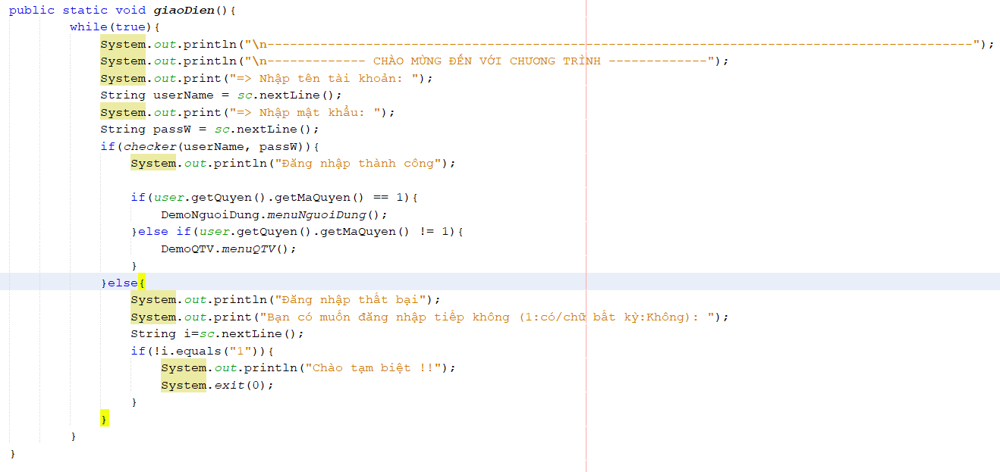 public static void giaoDien(){
while(true){
System.out.println("\n---------------------------------------------------------------------------------------------");
System.out.println("\n------------- CHÀO MỪNG ĐẾN VỚI CHƯƠNG TRÌNH -------------");
System.out.print("=> Nhập tên tài khoản: ");
String userName = sc.nextLine();
System.out.print("=> Nhập mật khẩu: ");
String passW = sc.nextLine();
if(checker(userName, passW)){
System.out.println("Đăng nhập thành công");
if(user.getQuyen().getMaQuyen() == 1){
DemoNguoiDung.menuNguoiDung();
}else if(user.getQuyen().getMaQuyen() != 1){
DemoQTV.menuQTV();
}
}else{
System.out.println("Đăng nhập thất bại");
System.out.print("Bạn có muốn đăng nhập tiếp không (1:có/chữ bất kỳ:Không): ");
String i=sc.nextLine();
if(!i.equals("1")){
System.out.println("Chào tạm biệt !!");
System.exit(0);
}
}
}
}